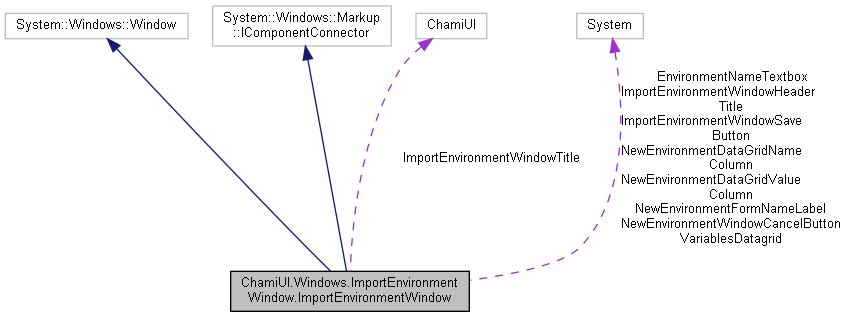 System::Windows::Window
System::Windows::Markup
::IComponentConnector
ChamiUI
System
EnvironmentNameTextbox
ImportEnvironmentWindowHeader
Title
ImportEnvironmentWindowSave
Button
NewEnvironmentDataGridName
Column
NewEnvironmentDataGridValue
Column
NewEnvironmentFormNameLabel
NewEnvironmentWindowCancelButton
VariablesDatagrid
ImportEnvironmentWindowTitle
ChamiUI.Windows.ImportEnvironment
Window.ImportEnvironmentWindow